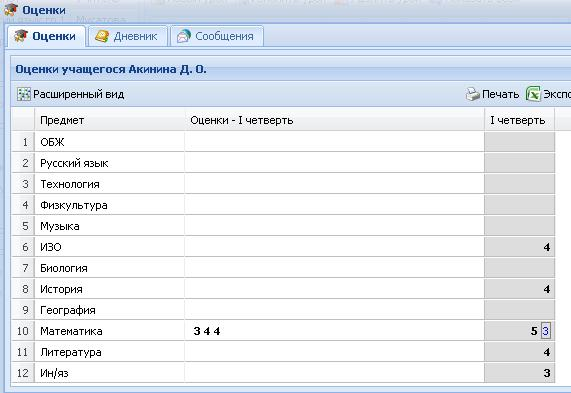 Оценки
Оценки Дневник Сообщения
Оценки учащегося Акинина Д. О.
Расширенный вид Печать Экспо
Предмет Оценки - I четверть I четверть
1 ОБЖ
2 Русский язык
3 Технология
4 Физкультура
5 Музыка
6 ИЗО 4
7 Биология
8 История 4
9 География
10 Математика 3 4 4 5 3
11 Литература 4
12 Ин/яз 3